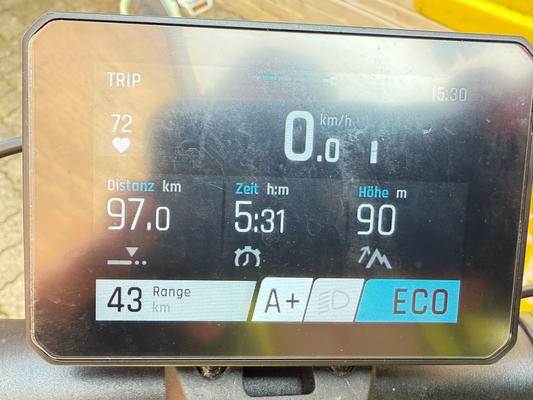 TRIP
15:30
72
0.0 km/h
Distanz km
97.0
Zeit h:m
5:31
Höhe m
90
43 Range km
A+
ECO